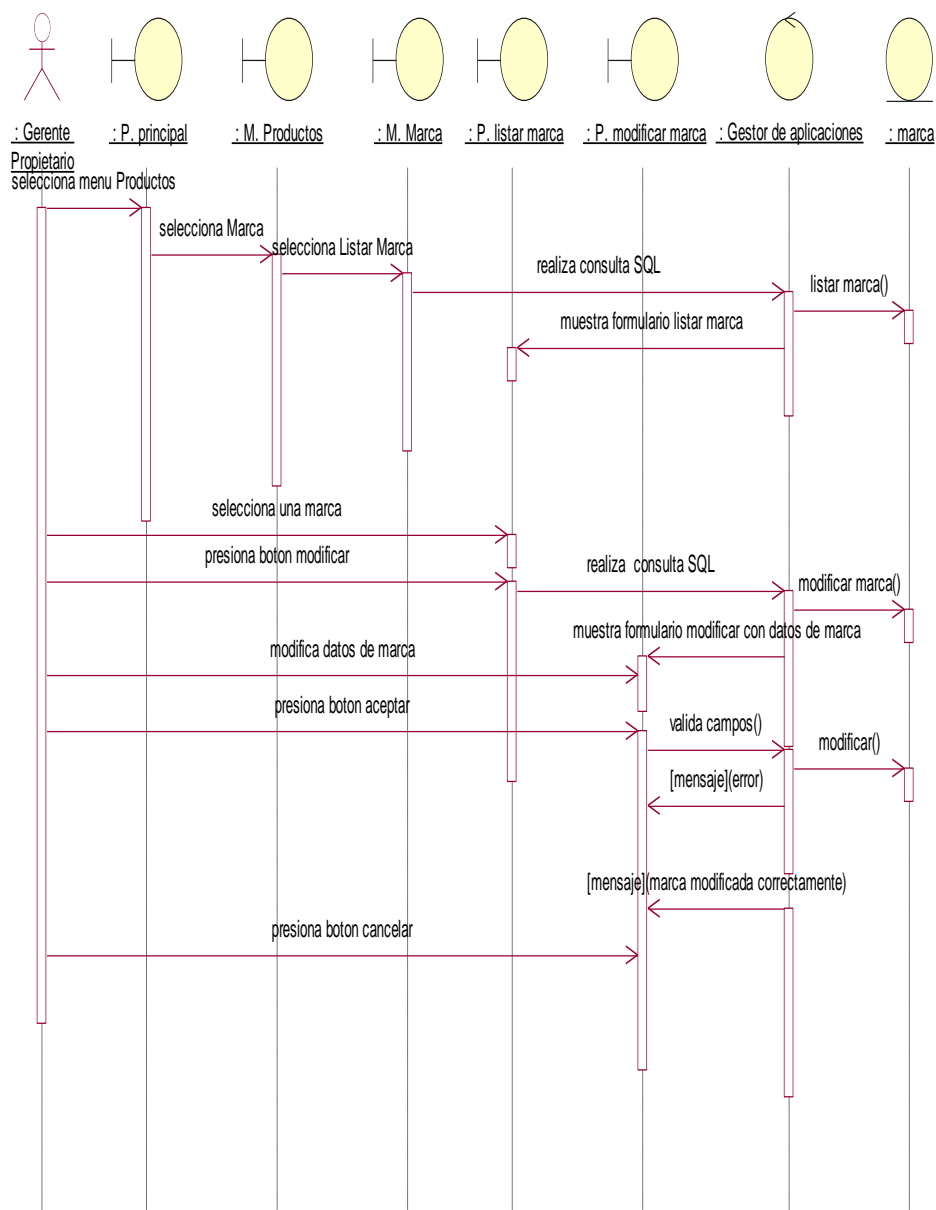 : Gerente
Propietario
: P. principal
: M. Productos
: M. Marca
: P. listar marca
: P. modificar marca
: Gestor de aplicaciones
: marca
selecciona menu Productos
selecciona Marca
selecciona Listar Marca
realiza consulta SQL
listar marca()
muestra formulario listar marca
selecciona una marca
presiona boton modificar
realiza  consulta SQL
modificar marca()
muestra formulario modificar con datos de marca
modifica datos de marca
presiona boton aceptar
valida campos()
modificar()
[mensaje](error)
[mensaje](marca modificada correctamente)
presiona boton cancelar